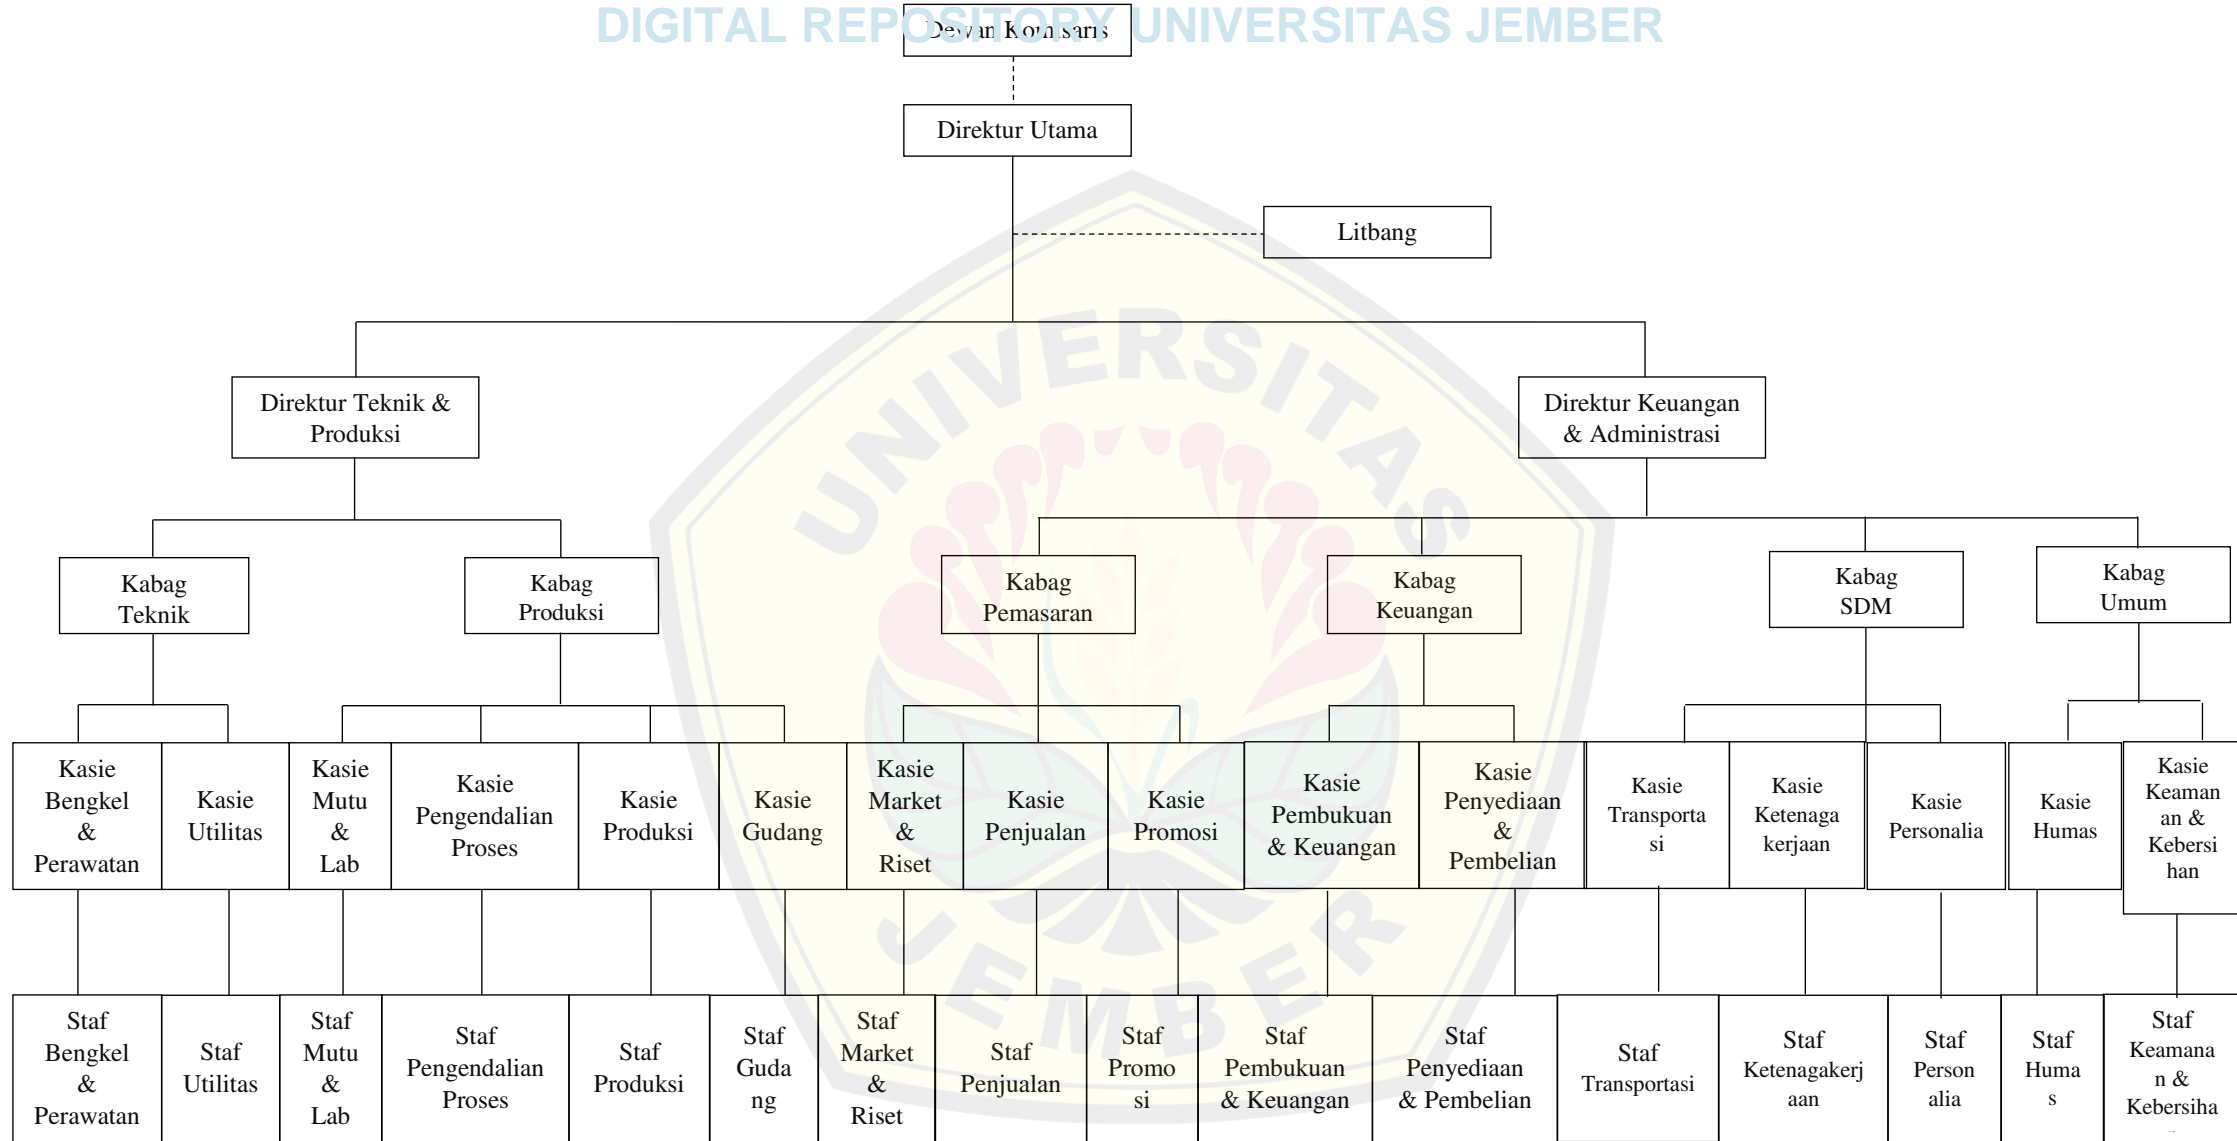 DIGITAL REPOSITORY UNIVERSITAS JEMBER
Dewan Komisaris
Direktur Utama
Litbang
UNIVERSITAS
JEMBER
Direktur Teknik &
Produksi
Direktur Keuangan
& Administrasi
Kabag
Teknik
Kabag
Produksi
Kabag
Pemasaran
Kabag
Keuangan
Kabag
SDM
Kabag
Umum
Kasie
Bengkel
&
Perawatan
Kasie
Utilitas
Kasie
Mutu
&
Lab
Kasie
Pengendalian
Proses
Kasie
Produksi
Kasie
Gudang
Kasie
Market
&
Riset
Kasie
Penjualan
Kasie
Promosi
Kasie
Pembukuan
& Keuangan
Kasie
Penyediaan
&
Pembelian
Kasie
Transporta
si
Kasie
Ketenaga
kerjaan
Kasie
Personalia
Kasie
Humas
Kasie
Keaman
an &
Kebersi
han
Staf
Bengkel
&
Perawatan
Staf
Utilitas
Staf
Mutu
&
Lab
Staf
Pengendalian
Proses
Staf
Produksi
Staf
Guda
ng
Staf
Market
&
Riset
Staf
Penjualan
Staf
Promo
si
Staf
Pembukuan
& Keuangan
Staf
Penyediaan
& Pembelian
Staf
Transportasi
Staf
Ketenagakerj
aan
Staf
Person
alia
Staf
Huma
s
Staf
Keamana
n &
Kebersiha